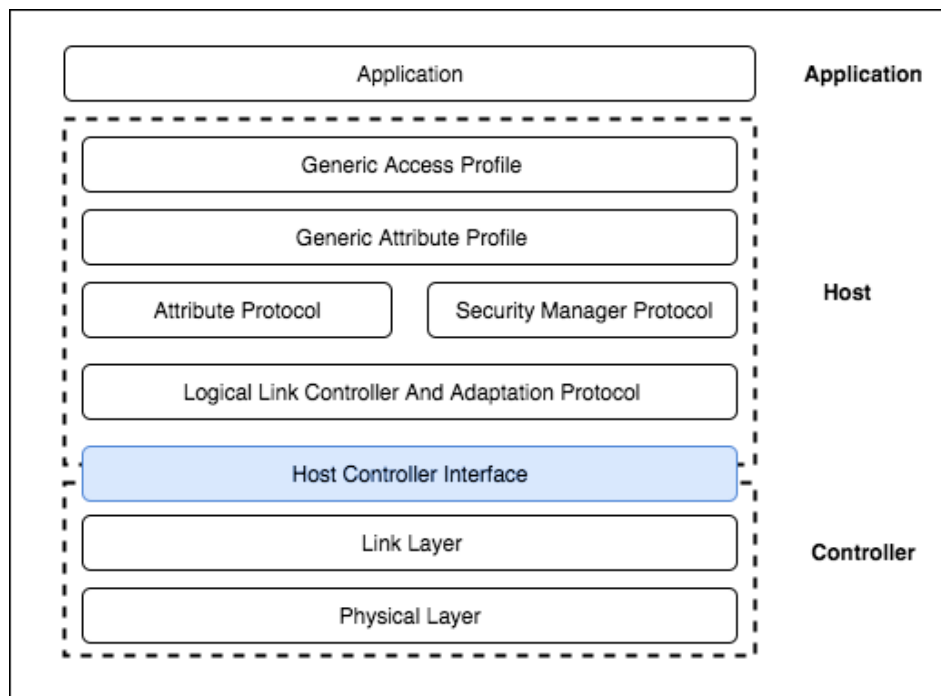 Application
Application
Generic Access Profile
Generic Attribute Profile
Host
Attribute Protocol
Security Manager Protocol
Logical Link Controller And Adaptation Protocol
Host Controller Interface
Link Layer
Controller
Physical Layer